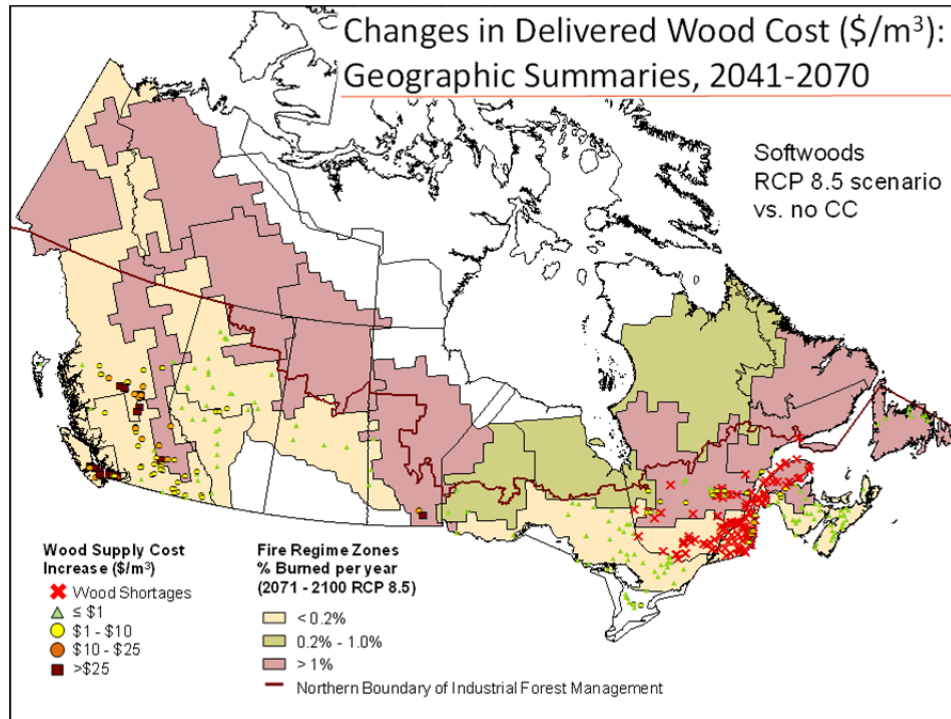 Changes in Delivered Wood Cost ($/m³):
Geographic Summaries, 2041-2070
Softwoods
RCP 8.5 scenario
vs. no CC
Wood Supply Cost
Increase ($/m³)
Wood Shortages
≤ $1
$1 - $10
$10 - $25
>$25
Fire Regime Zones
% Burned per year
(2071 - 2100 RCP 8.5)
< 0.2%
0.2% - 1.0%
> 1%
Northern Boundary of Industrial Forest Management